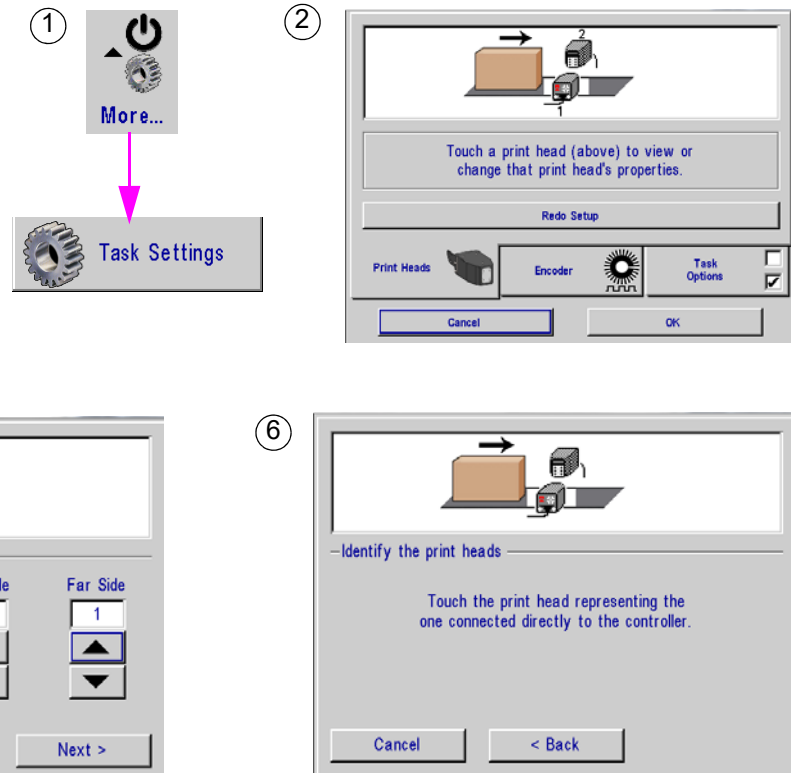 1
More...
Task Settings
2
2
1
Touch a print head (above) to view or
change that print head's properties.
Redo Setup
Print Heads
Encoder
Task
Options
Cancel
OK
Far Side
1
Next >
6
Identify the print heads
Touch the print head representing the
one connected directly to the controller.
Cancel
< Back